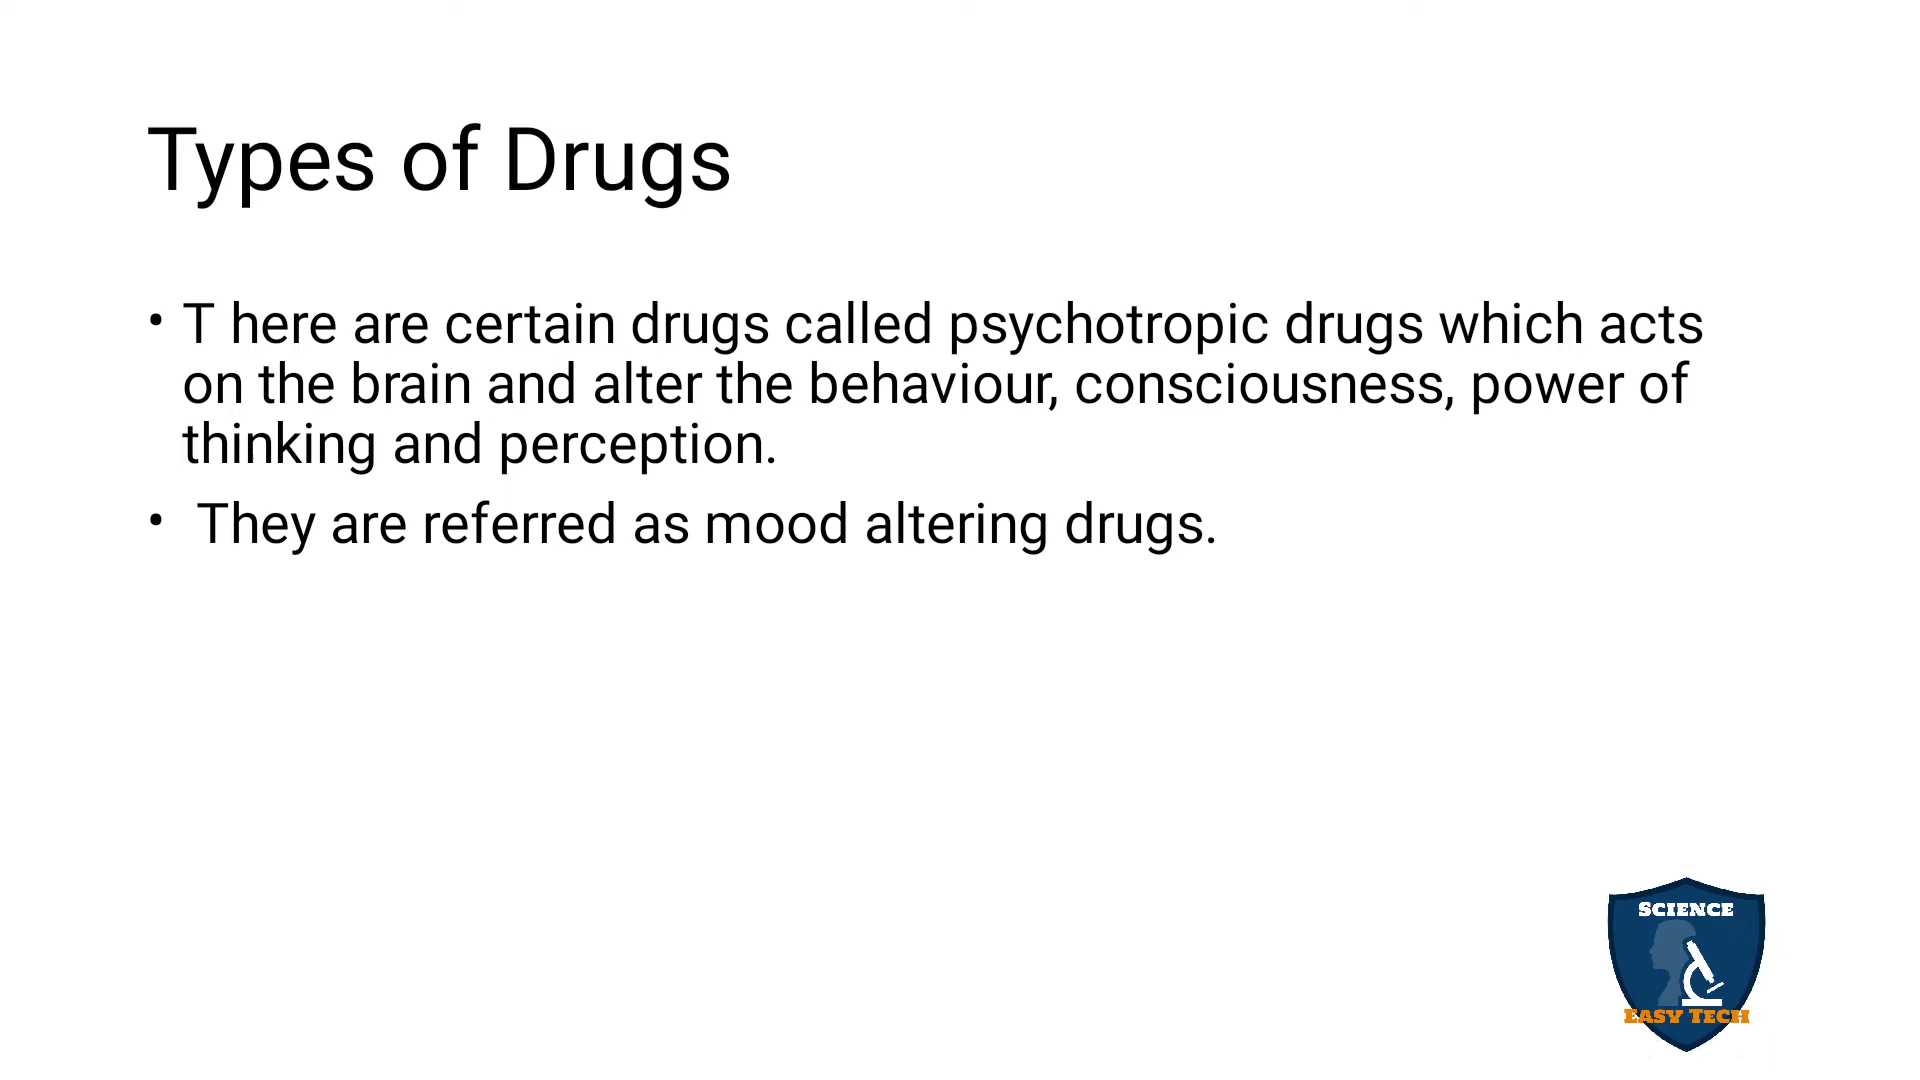 Types of Drugs
• T here are certain drugs called psychotropic drugs which acts
on the brain and alter the behaviour, consciousness, power of
thinking and perception.
• They are referred as mood altering drugs.
SCIENCE
EASY TECH